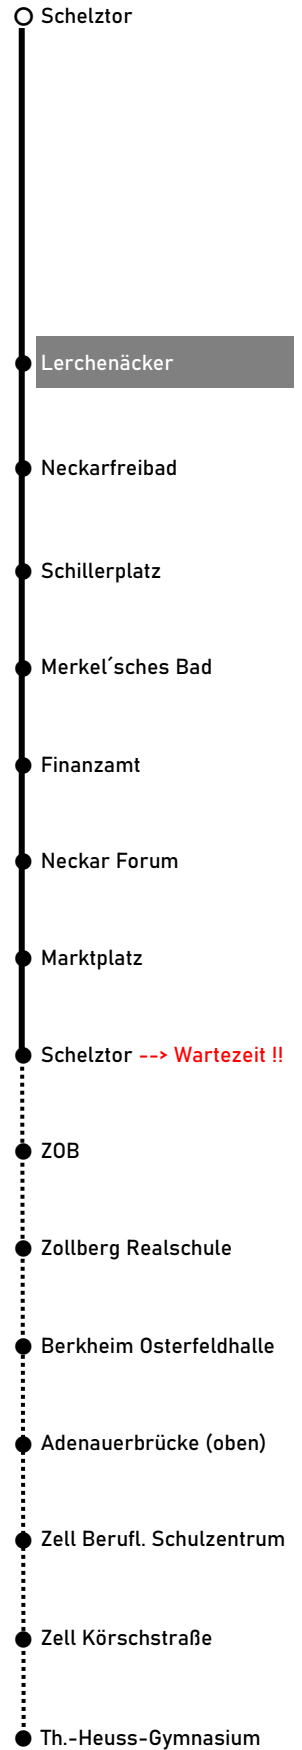 Schelztor
Lerchenäcker
Neckarfreibad
Schillerplatz
Merkel´sches Bad
Finanzamt
Neckar Forum
Marktplatz
Schelztor --> Wartezeit !!
ZOB
Zollberg Realschule
Berkheim Osterfeldhalle
Adenauerbrücke (oben)
Zell Berufl. Schulzentrum
Zell Körschstraße
Th.-Heuss-Gymnasium